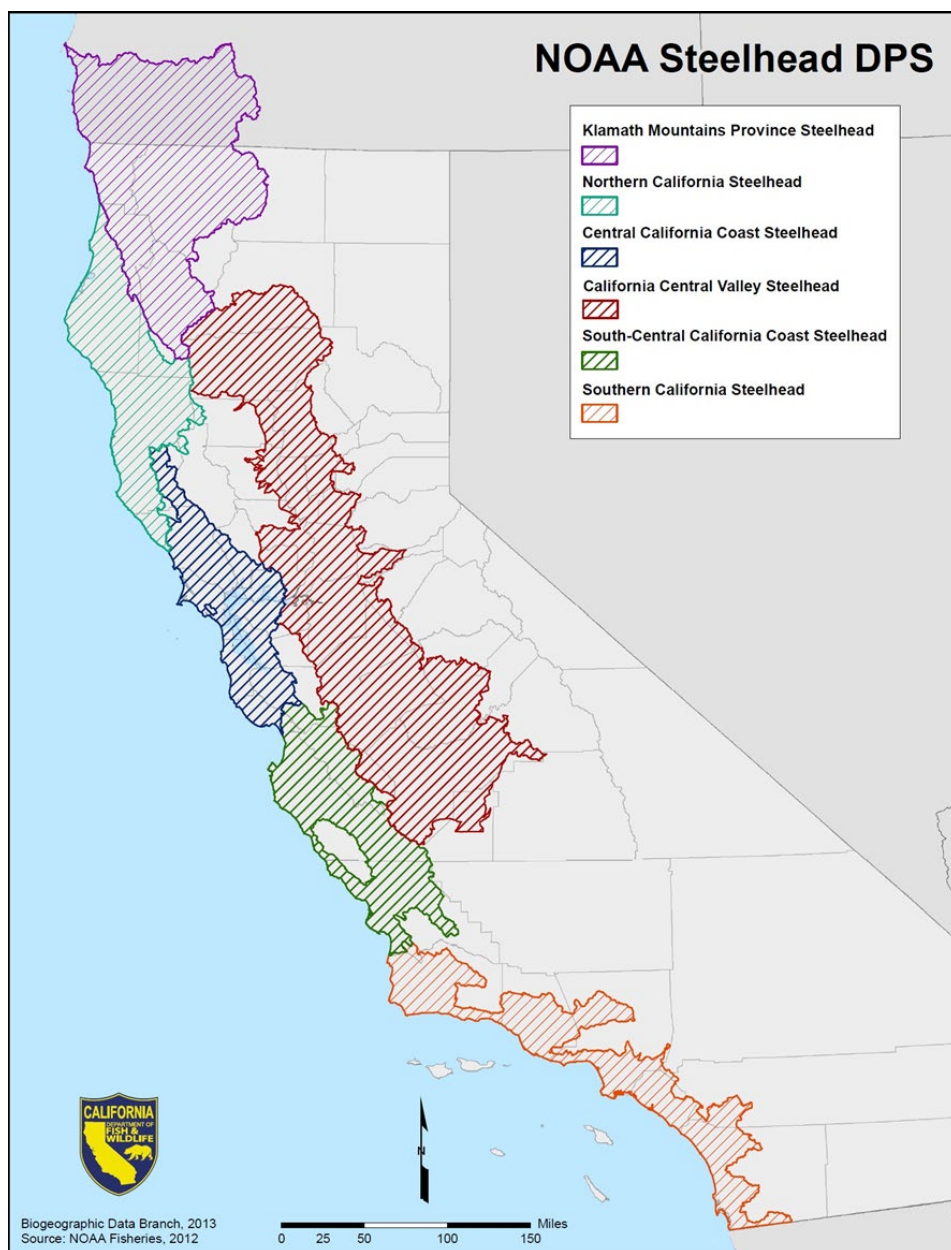 NOAA Steelhead DPS
Klamath Mountains Province Steelhead
Northern California Steelhead
Central California Coast Steelhead
California Central Valley Steelhead
South-Central California Coast Steelhead
Southern California Steelhead
CALIFORNIA
DEPARTMENT OF
FISH &
WILDLIFE
N
Biogeographic Data Branch, 2013
Source: NOAA Fisheries, 2012
Miles
0 25 50 100 150